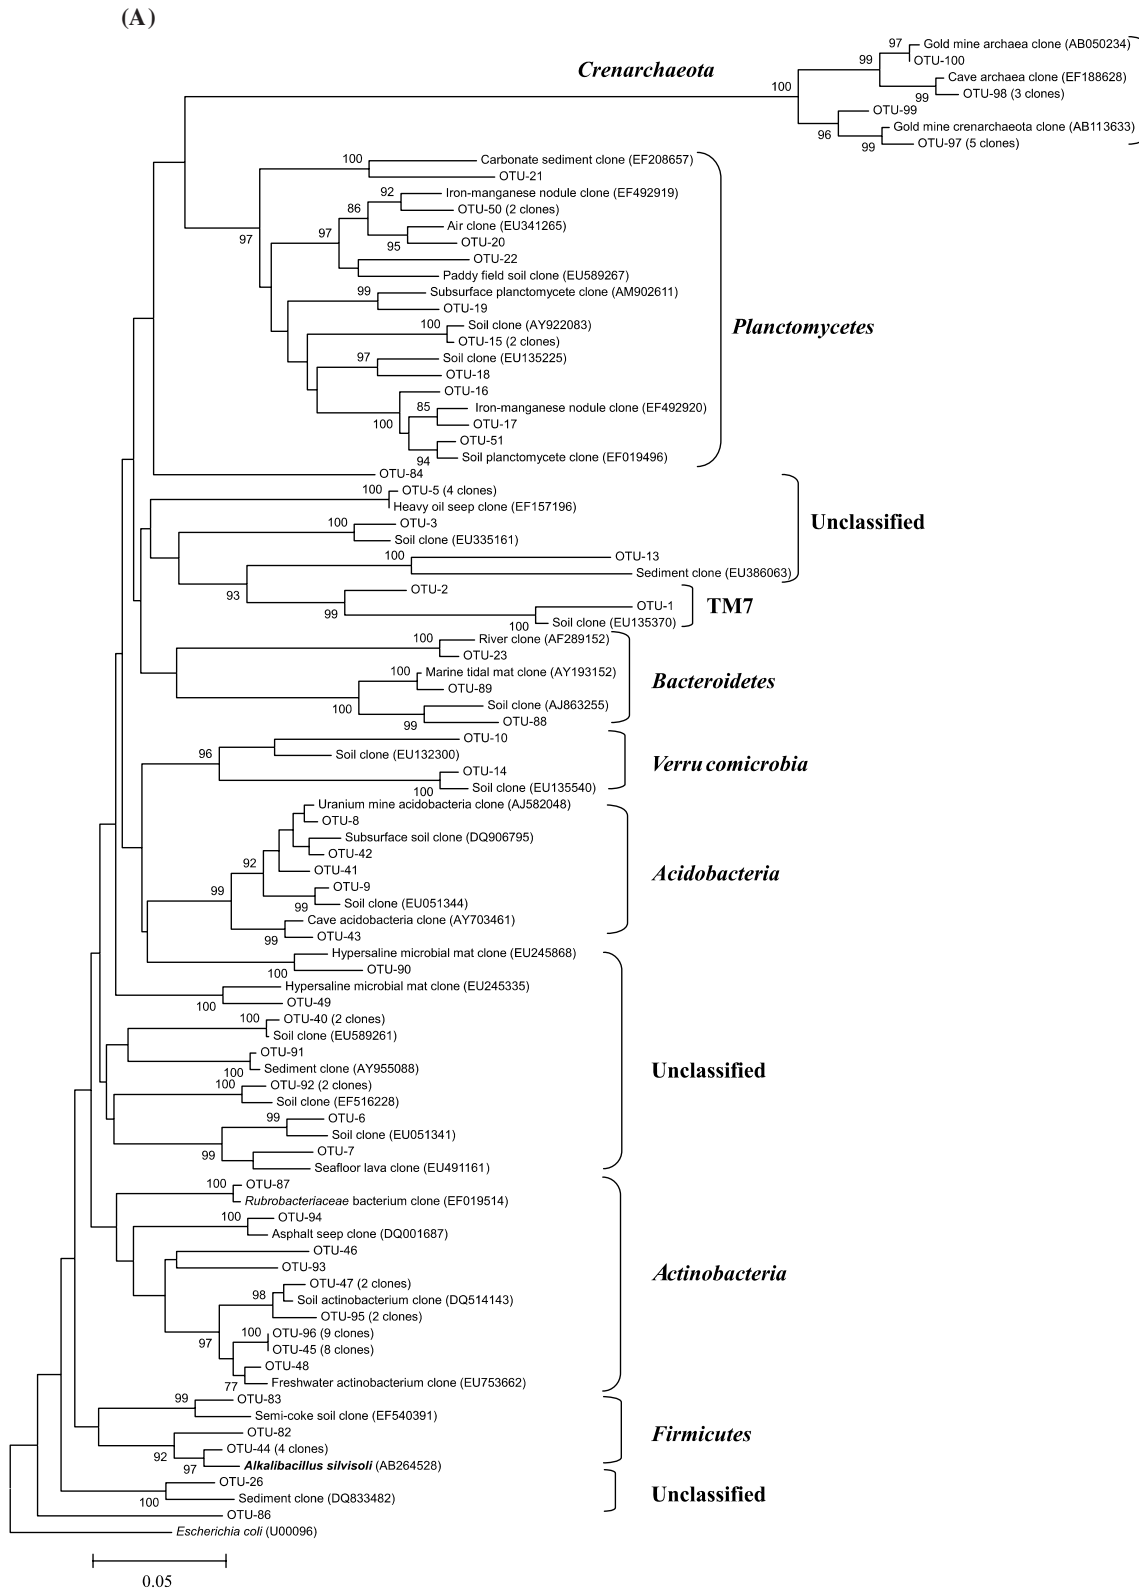 (A)
Crenarchaeota
97
Gold mine archaea clone (AB050234)
99
OTU-100
100
Cave archaea clone (EF188628)
99
OTU-98 (3 clones)
OTU-99
96
Gold mine crenarchaeota clone (AB113633)
99
OTU-97 (5 clones)
100
Carbonate sediment clone (EF208657)
OTU-21
92
Iron-manganese nodule clone (EF492919)
86
OTU-50 (2 clones)
97
97
Air clone (EU341265)
95
OTU-20
OTU-22
Paddy field soil clone (EU589267)
99
Subsurface planctomycete clone (AM902611)
OTU-19
100
Soil clone (AY922083)
Planctomycetes
OTU-15 (2 clones)
97
Soil clone (EU135225)
OTU-18
OTU-16
85
Iron-manganese nodule clone (EF492920)
100
OTU-17
OTU-51
94
Soil planctomycete clone (EF019496)
OTU-84
100
OTU-5 (4 clones)
Heavy oil seep clone (EF157196)
100
OTU-3
Unclassified
Soil clone (EU335161)
100
OTU-13
Sediment clone (EU386063)
93
OTU-2
99
OTU-1
TM7
100
Soil clone (EU135370)
100
River clone (AF289152)
OTU-23
100
Marine tidal mat clone (AY193152)
Bacteroidetes
OTU-89
100
Soil clone (AJ863255)
99
OTU-88
OTU-10
96
Soil clone (EU132300)
Verru comicrobia
OTU-14
100
Soil clone (EU135540)
Uranium mine acidobacteria clone (AJ582048)
OTU-8
Subsurface soil clone (DQ906795)
OTU-42
92
OTU-41
Acidobacteria
99
OTU-9
99
Soil clone (EU051344)
Cave acidobacteria clone (AY703461)
99
OTU-43
Hypersaline microbial mat clone (EU245868)
100
OTU-90
Hypersaline microbial mat clone (EU245335)
100
OTU-49
100
OTU-40 (2 clones)
Soil clone (EU589261)
OTU-91
100
Sediment clone (AY955088)
Unclassified
100
OTU-92 (2 clones)
Soil clone (EF516228)
99
OTU-6
Soil clone (EU051341)
99
OTU-7
Seafloor lava clone (EU491161)
100
OTU-87
Rubrobacteriaceae bacterium clone (EF019514)
100
OTU-94
Asphalt seep clone (DQ001687)
OTU-46
OTU-93
Actinobacteria
98
OTU-47 (2 clones)
Soil actinobacterium clone (DQ514143)
OTU-95 (2 clones)
97
100
OTU-96 (9 clones)
OTU-45 (8 clones)
OTU-48
77
Freshwater actinobacterium clone (EU753662)
99
OTU-83
Semi-coke soil clone (EF540391)
OTU-82
Firmicutes
92
OTU-44 (4 clones)
97
Alkalibacillus silvisoli (AB264528)
OTU-26
100
Sediment clone (DQ833482)
Unclassified
OTU-86
Escherichia coli (U00096)
0.05